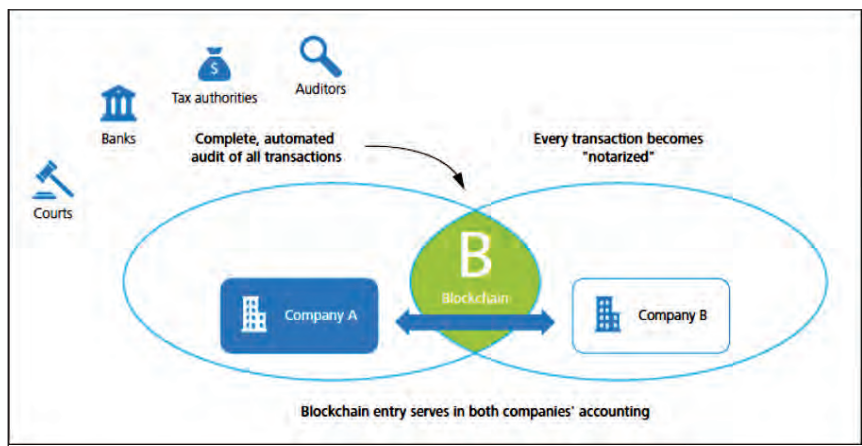 $
Auditors
Tax authorities
Banks
Complete, automated
audit of all transactions
Every transaction becomes
"notarized"
Courts
B
Blockchain
Company A
Company B
Blockchain entry serves in both companies' accounting